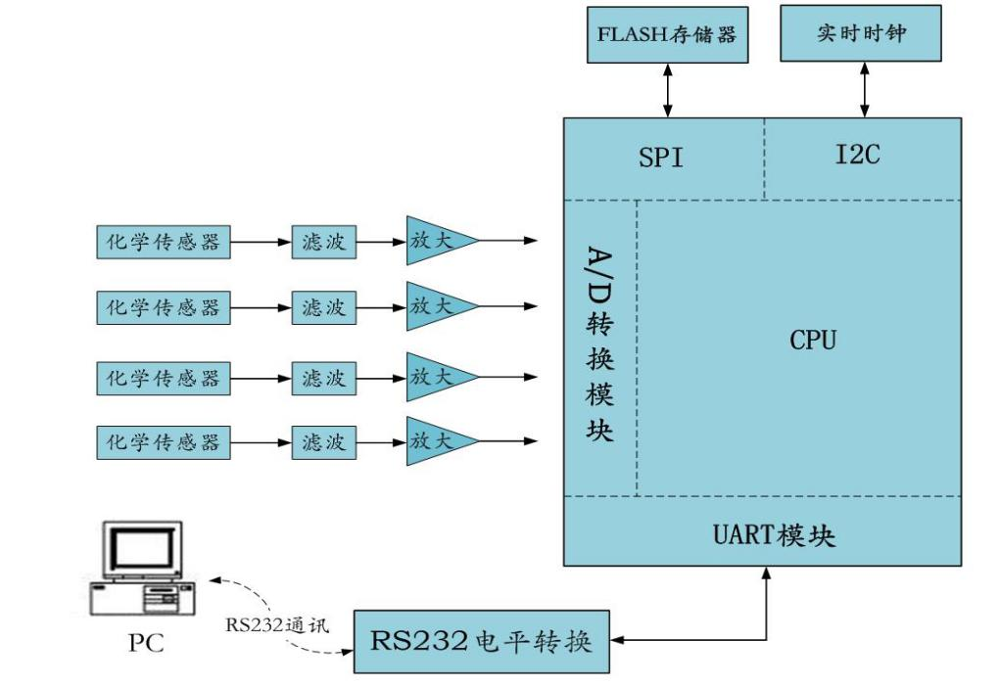 FLASH存储器
实时时钟
SPI
I2C
化学传感器
滤波
放大
化学传感器
滤波
放大
化学传感器
滤波
放大
化学传感器
滤波
放大
A/D转换模块
CPU
UART模块
PC
RS232通讯
RS232电平转换